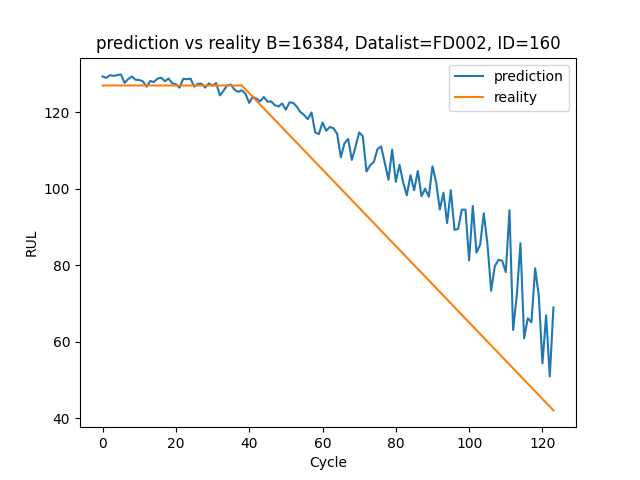 prediction vs reality B=16384, Datalist=FD002, ID=160
prediction
reality
RUL
120
100
80
60
40
0 20 40 60 80 100 120
Cycle